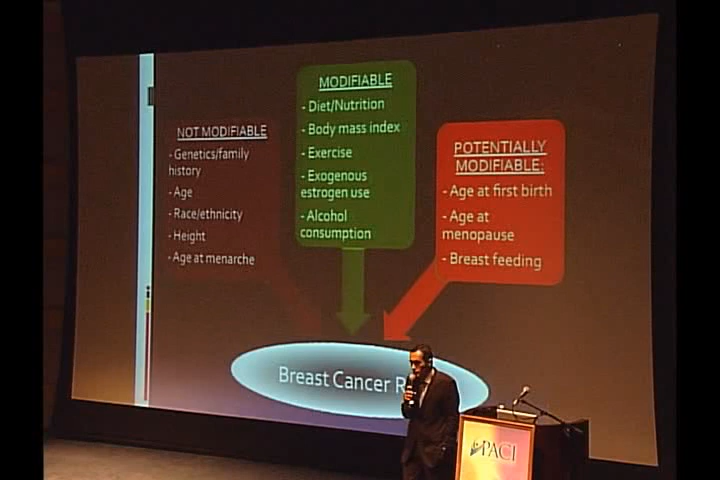 NOT MODIFIABLE
- Genetics/family
history
- Age
- Race/ethnicity
- Height
- Age at menarche
MODIFIABLE
- Diet/Nutrition
- Body mass index
- Exercise
- Exogenous
estrogen use
- Alcohol
consumption
POTENTIALLY
MODIFIABLE:
- Age at first birth
- Age at
menopause
- Breast feeding
Breast Cancer R
PACI